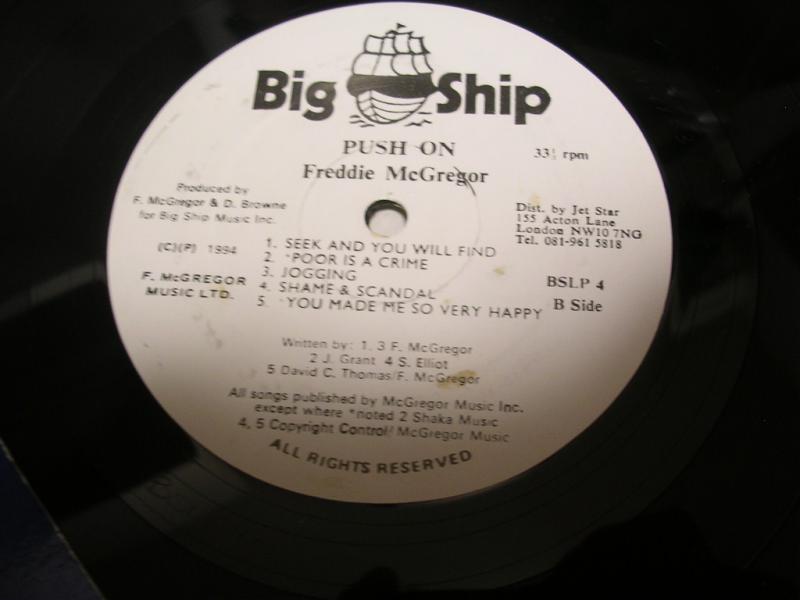 Big Ship
PUSH ON
Freddie McGregor
33⅓ rpm
Produced by
F. McGregor & D. Browne
for Big Ship Music Inc.
(C)(P) 1994
F. McGREGOR
MUSIC LTD.
Dist. by Jet Star
155 Acton Lane
London NW10 7NG
Tel. 081-961 5818
BSLP 4
B Side
1. SEEK AND YOU WILL FIND
2. *POOR IS A CRIME
3. JOGGING
4. SHAME & SCANDAL
5. *YOU MADE ME SO VERY HAPPY
Written by: 1. 3 F. McGregor
2 J. Grant 4 S. Elliot
5 David C. Thomas/F. McGregor
All songs published by McGregor Music Inc.
except where *noted 2 Shaka Music
4, 5 Copyright Control/ McGregor Music
ALL RIGHTS RESERVED